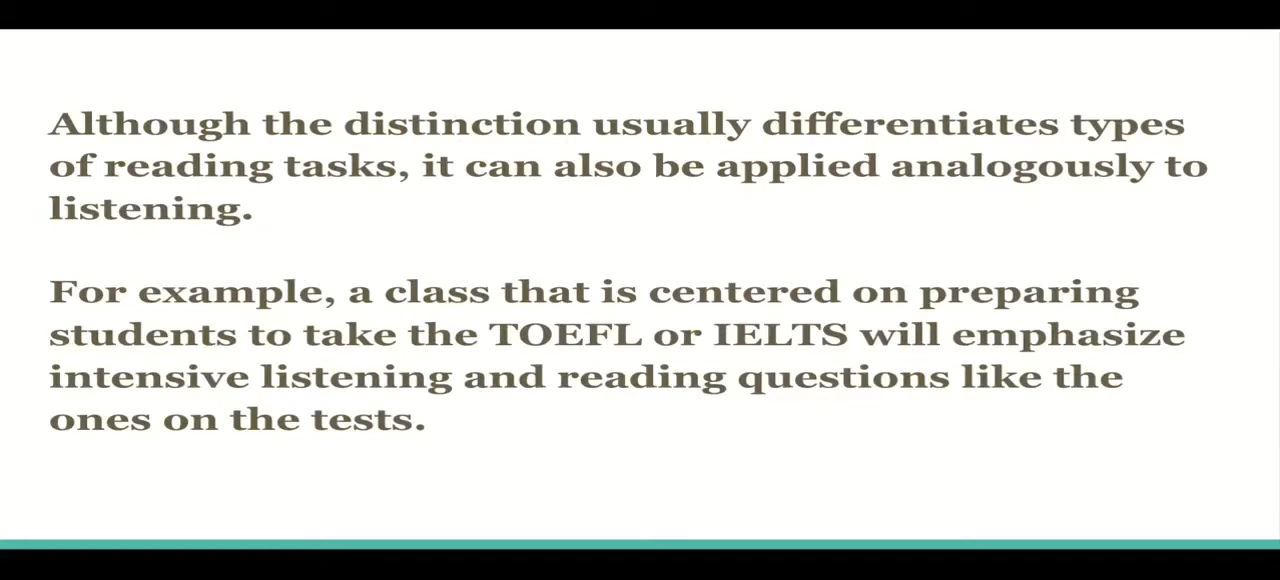 Although the distinction usually differentiates types
of reading tasks, it can also be applied analogously to
listening.
For example, a class that is centered on preparing
students to take the TOEFL or IELTS will emphasize
intensive listening and reading questions like the
ones on the tests.